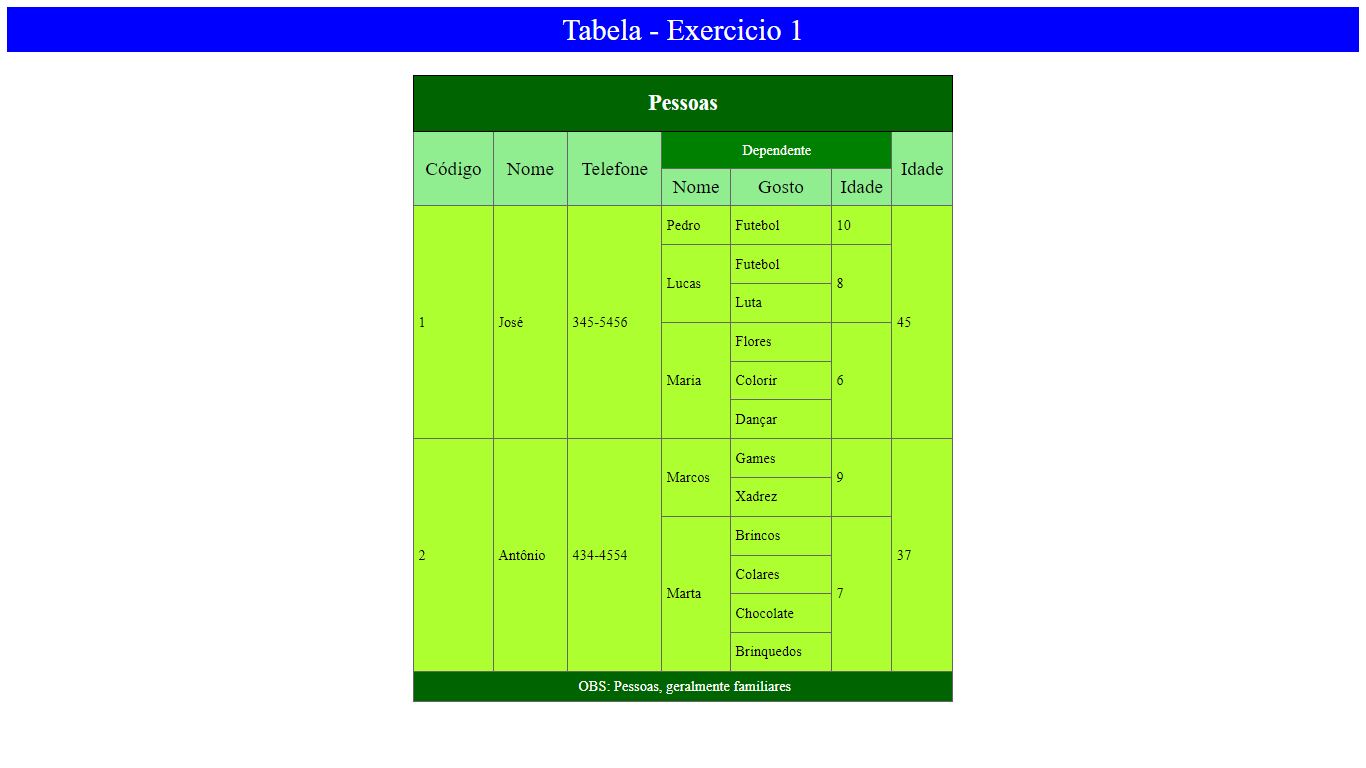 Tabela - Exercicio 1
Pessoas
Código Nome Telefone Dependente Idade
Nome Gosto Idade
1 José 345-5456 Pedro Futebol 10 45
Lucas Futebol 8
Luta
Maria Flores 6
Colorir
Dançar
2 Antônio 434-4554 Marcos Games 9 37
Xadrez
Marta Brincos 7
Colares
Chocolate
Brinquedos
OBS: Pessoas, geralmente familiares